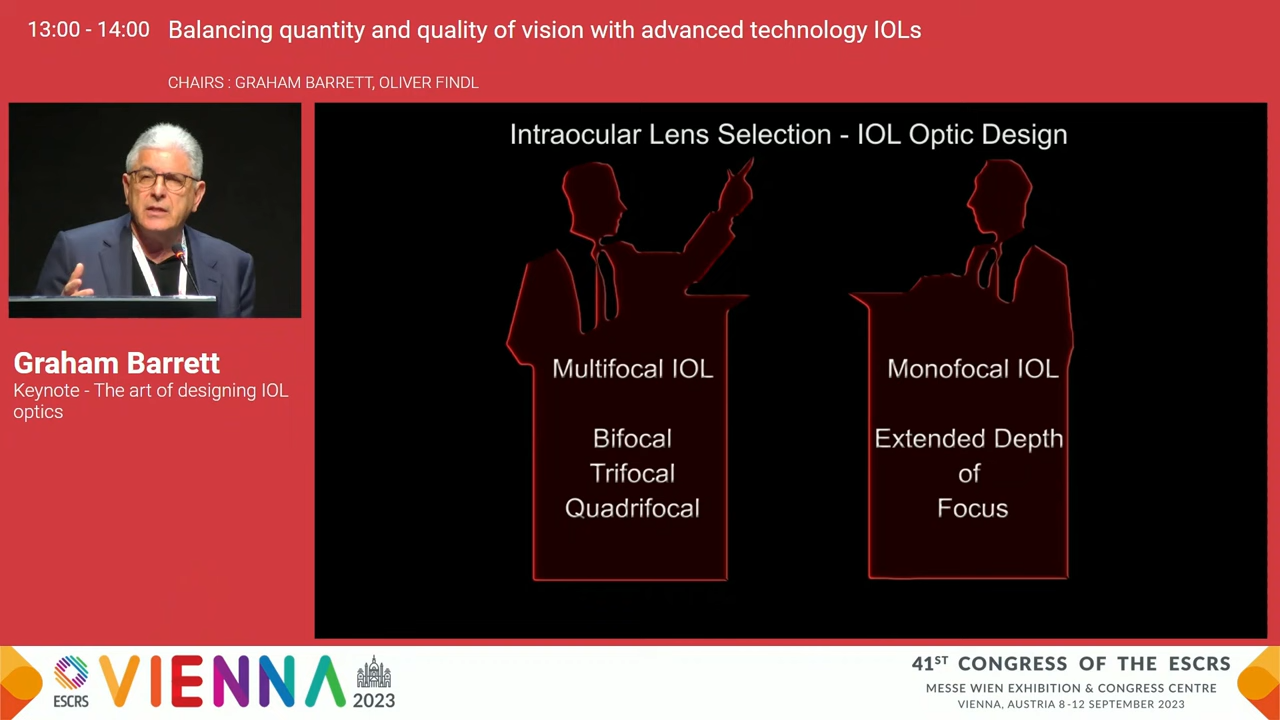 13:00 - 14:00 Balancing quantity and quality of vision with advanced technology IOLs
CHAIRS : GRAHAM BARRETT, OLIVER FINDL
Graham Barrett
Keynote - The art of designing IOL
optics
Intraocular Lens Selection - IOL Optic Design
Multifocal IOL
Bifocal
Trifocal
Quadrifocal
Monofocal IOL
Extended Depth
of
Focus
ESCRS
VIENNA
2023
41ST CONGRESS OF THE ESCRS
MESSE WIEN EXHIBITION & CONGRESS CENTRE
VIENNA, AUSTRIA 8-12 SEPTEMBER 2023